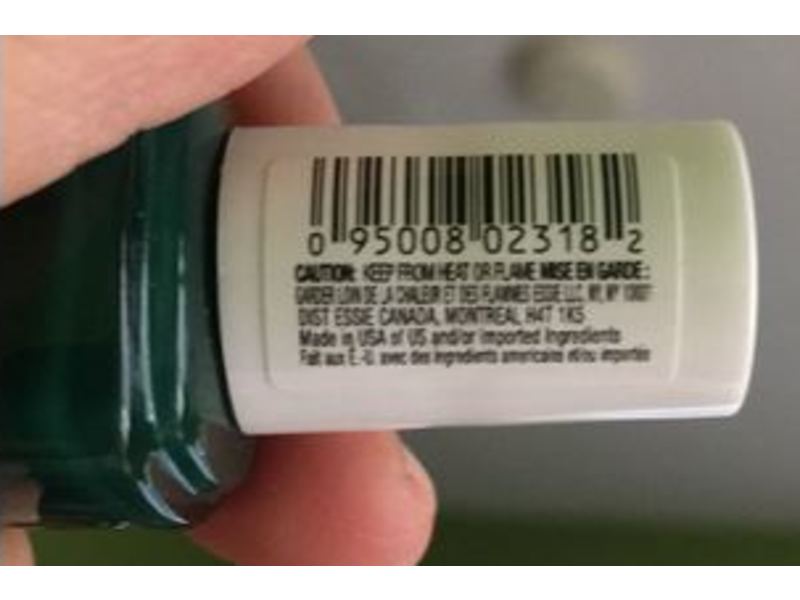 0 95008 02318 2
CAUTION: KEEP FROM HEAT OR FLAME MISE EN GARDE:
GARDER LOIN DE LA CHALEUR ET DES FLAMMES ESSIE LLC, NY, NY 10001
DIST ESSIE CANADA, MONTREAL H4T 1K5
Made in USA of US and/or imported ingredients
Fait aux É.-U. avec des ingredients americains et/ou importés